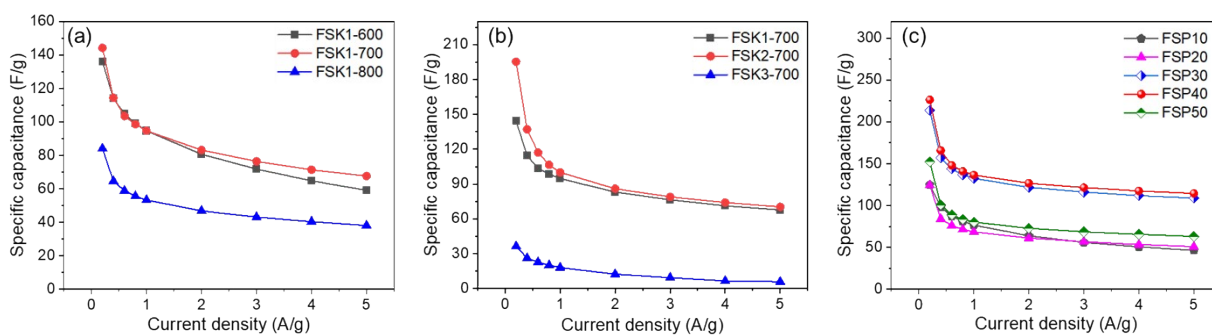 (a)
FSK1-600
FSK1-700
FSK1-800
Specific capacitance (F/g)
160
140
120
100
80
60
40
20
0
0 1 2 3 4 5
Current density (A/g)
(b)
FSK1-700
FSK2-700
FSK3-700
Specific capacitance (F/g)
210
180
150
120
90
60
30
0
0 1 2 3 4 5
Current density (A/g)
(c)
FSP10
FSP20
FSP30
FSP40
FSP50
Specific capacitance (F/g)
300
250
200
150
100
50
0
0 1 2 3 4 5
Current density (A/g)